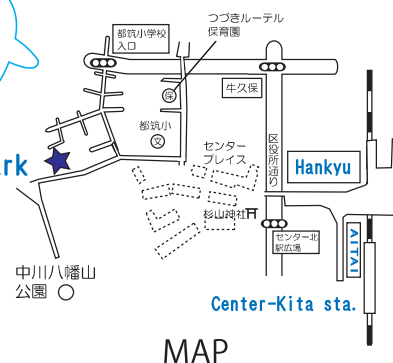 つづきルーテル
保育園
都筑小学校
入口
保
牛久保
都筑小
文
センター
プレイス
区役所通り
Hankyu
ark
杉山神社
センター北
駅広場
AITAI
中川八幡山
公園
Center-Kita sta.
MAP